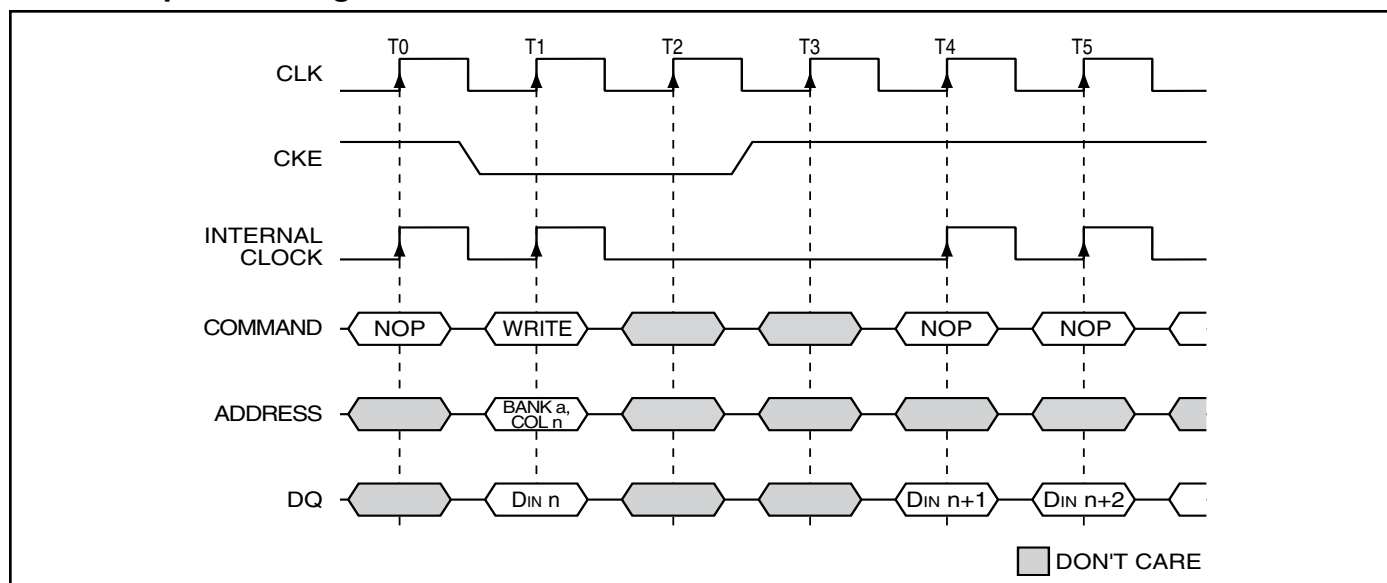 T0 T1 T2 T3 T4 T5
CLK
CKE
INTERNAL
CLOCK
COMMAND NOP WRITE NOP NOP
ADDRESS BANK a,
COL n
DQ DIN n DIN n+1 DIN n+2
DON'T CARE